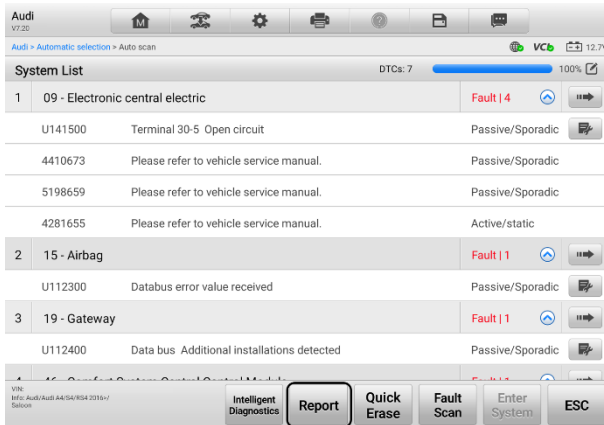 Audi
V7.20
M
?
Audi > Automatic selection > Auto scan
VCI
12.7V
System List DTCs: 7 100%
1 09 - Electronic central electric Fault | 4
U141500 Terminal 30-5 Open circuit Passive/Sporadic
4410673 Please refer to vehicle service manual. Passive/Sporadic
5198659 Please refer to vehicle service manual. Passive/Sporadic
4281655 Please refer to vehicle service manual. Active/static
2 15 - Airbag Fault | 1
U112300 Databus error value received Passive/Sporadic
3 19 - Gateway Fault | 1
U112400 Data bus Additional installations detected Passive/Sporadic
VIN:
Info: Audi/Audi A4/S4/RS4 2016>/
Saloon
Intelligent
Diagnostics
Report
Quick
Erase
Fault
Scan
Enter
System
ESC